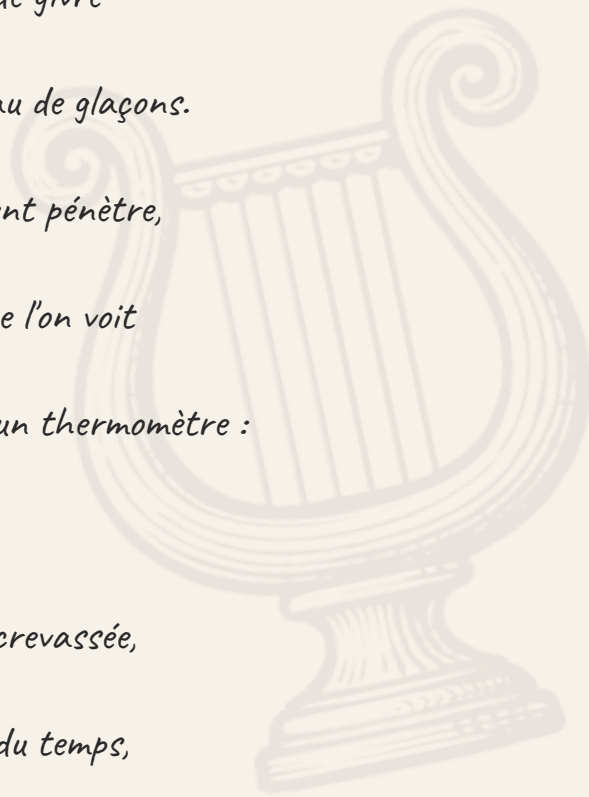 de givre
au de glaçons.
nt pénètre,
e l'on voit
un thermomètre :
crevassée,
du temps,